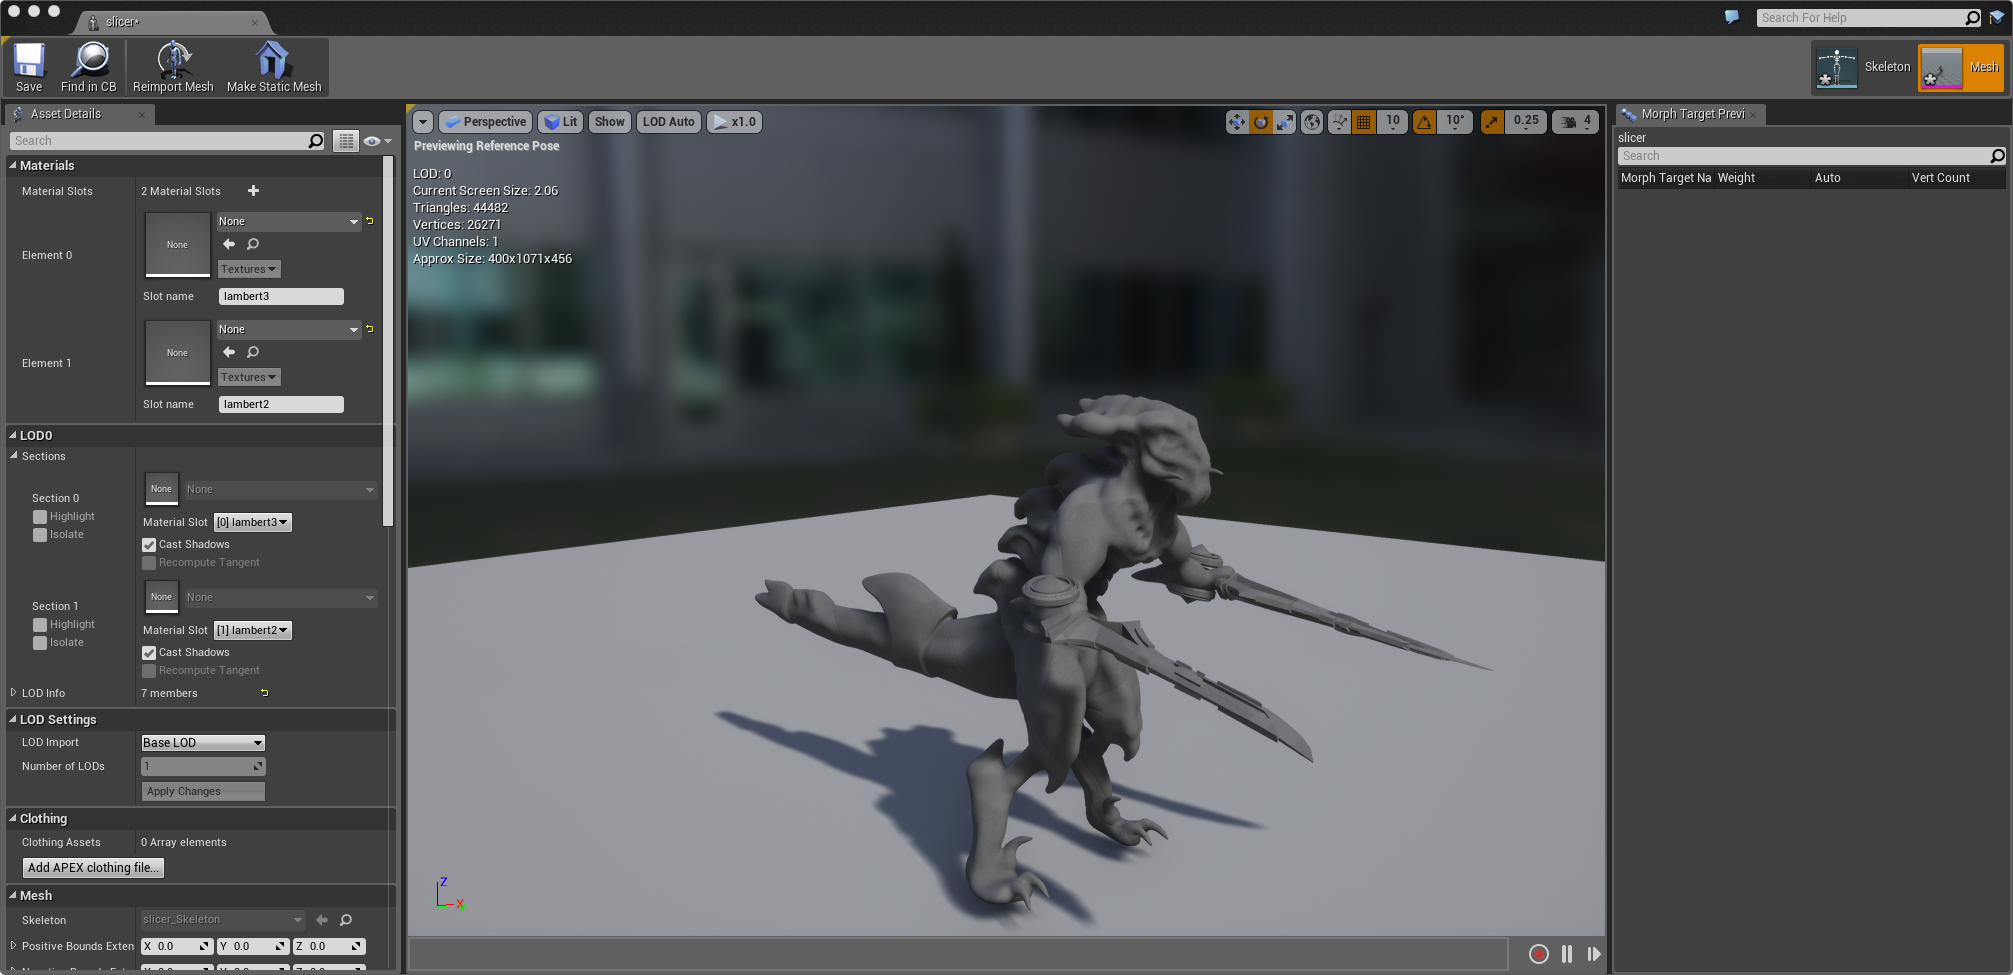 slicer*
Search For Help
Save
Find in CB
Reimport Mesh
Make Static Mesh
Skeleton
Mesh
Asset Details
Search
Materials
Material Slots
2 Material Slots
None
None
Element 0
Textures
Slot name
lambert3
None
None
Element 1
Textures
Slot name
lambert2
LOD0
Sections
None
None
Section 0
Highlight
Isolate
Material Slot
[0] lambert3
Cast Shadows
Recompute Tangent
None
None
Section 1
Highlight
Isolate
Material Slot
[1] lambert2
Cast Shadows
Recompute Tangent
LOD Info
7 members
LOD Settings
LOD Import
Base LOD
Number of LODs
1
Apply Changes
Clothing
Clothing Assets
0 Array elements
Add APEX clothing file...
Mesh
Skeleton
slicer_Skeleton
Positive Bounds Exten
X 0.0
Y 0.0
Z 0.0
Perspective
Lit
Show
LOD Auto
x1.0
10
10°
0.25
4
Previewing Reference Pose
LOD: 0
Current Screen Size: 2.06
Triangles: 44482
Vertices: 26271
UV Channels: 1
Approx Size: 400x1071x456
Z
X
Morph Target Previ
slicer
Search
Morph Target Na
Weight
Auto
Vert Count